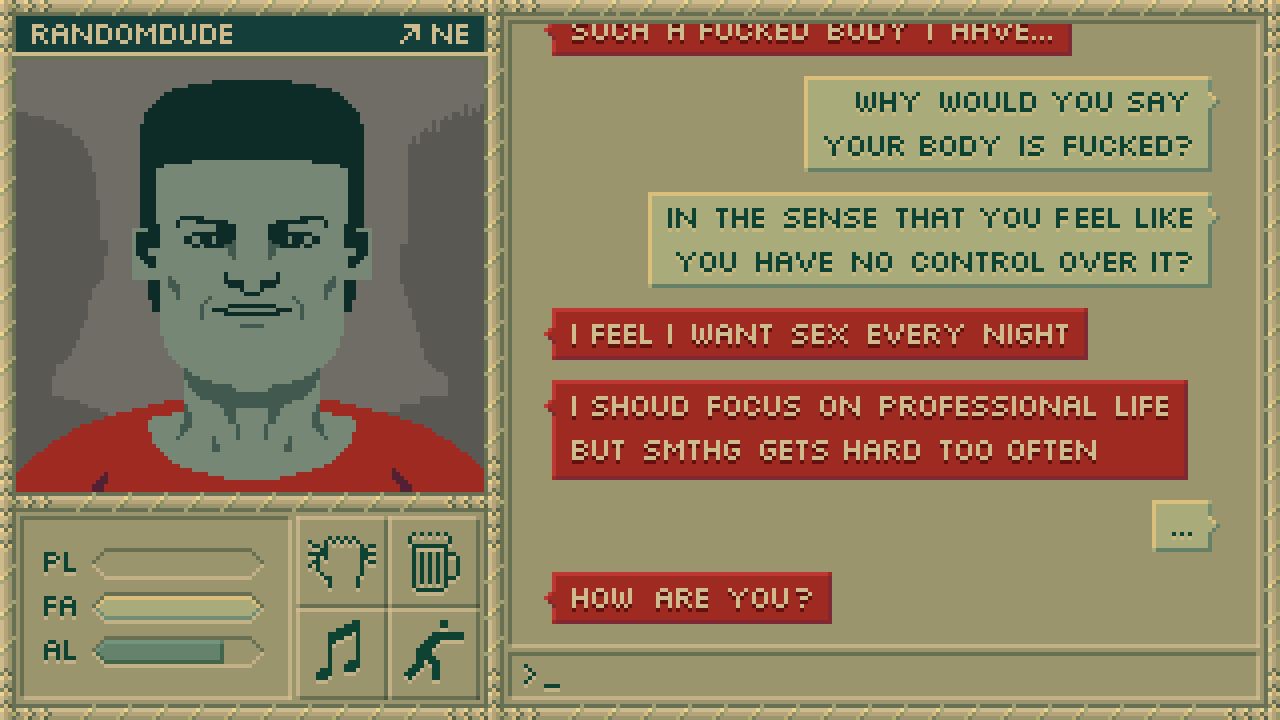 RANDOMDUDE
NE
SUCH A FUCKED BODY I HAVE...
WHY WOULD YOU SAY
YOUR BODY IS FUCKED?
IN THE SENSE THAT YOU FEEL LIKE
YOU HAVE NO CONTROL OVER IT?
I FEEL I WANT SEX EVERY NIGHT
I SHOUD FOCUS ON PROFESSIONAL LIFE
BUT SMTHG GETS HARD TOO OFTEN
...
HOW ARE YOU?
PL
FA
AL
>_